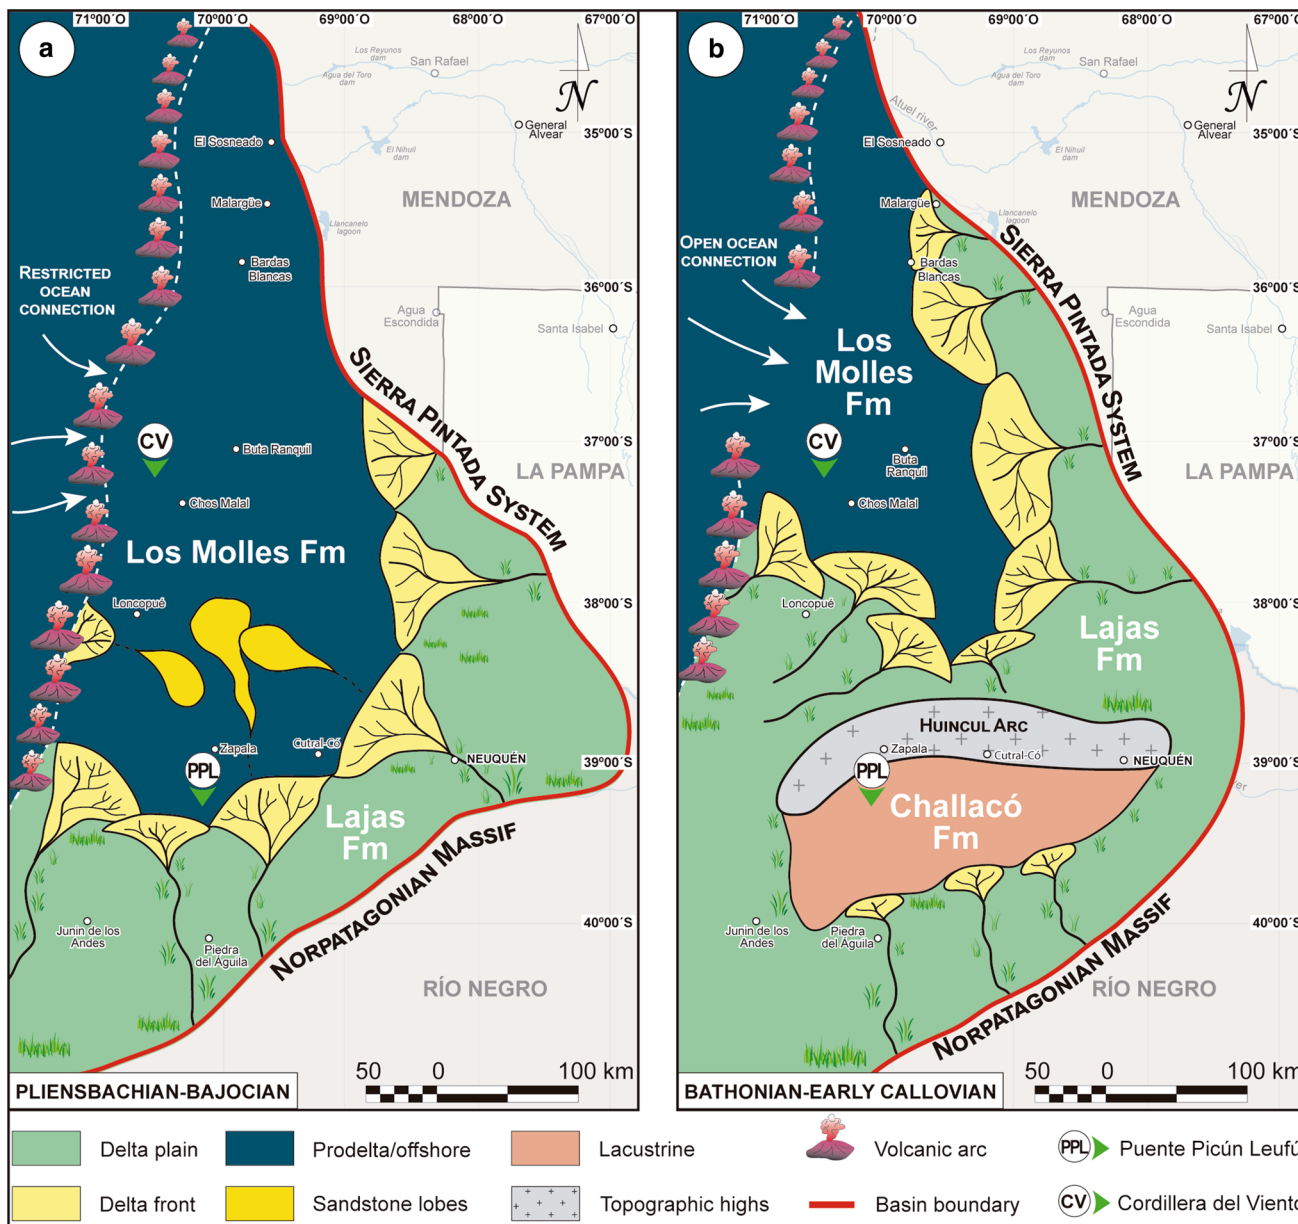 a
71°00´O
70°00´O
69°00´O
68°00´O
67°00´O
N
Los Reyunos
dam
San Rafael
Agua del Toro
dam
General
Alvear
35°00´S
El Sosneado
El Nihuil
dam
MENDOZA
Malargüe
Llancanelo
lagoon
Bardas
Blancas
RESTRICTED
OCEAN
CONNECTION
36°00´S
Agua
Escondida
Santa Isabel
SIERRA PINTADA SYSTEM
CV
Buta Ranquil
37°00´S
LA PAMPA
Chos Malal
Los Molles Fm
Loncopué
38°00´S
Zapala
Cutral-Có
NEUQUÉN
39°00´S
PPL
Lajas
Fm
NORPATAGONIAN MASSIF
Junin de los
Andes
Piedra
del Águila
40°00´S
RÍO NEGRO
50 0 100 km
PLIENSBACHIAN-BAJOCIAN
b
71°00´O
70°00´O
69°00´O
68°00´O
67°00´O
N
Los Reyunos
dam
San Rafael
Agua del Toro
dam
Atuel river
General
Alvear
35°00´S
El Sosneado
El Nihuil
dam
MENDOZA
Malargüe
Llancanelo
lagoon
OPEN OCEAN
CONNECTION
Bardas
Blancas
36°00´S
Agua
Escondida
Santa Isabel
SIERRA PINTADA SYSTEM
Los
Molles
Fm
CV
Buta
Ranquil
37°00´S
LA PAMPA
Chos Malal
Loncopué
38°00´S
Lajas
Fm
HUINCUL ARC
Zapala
Cutral-Có
NEUQUÉN
39°00´S
PPL
Challacó
Fm
NORPATAGONIAN MASSIF
Junin de los
Andes
Piedra
del Águila
40°00´S
RÍO NEGRO
50 0 100 km
BATHONIAN-EARLY CALLOVIAN
Delta plain
Prodelta/offshore
Lacustrine
Volcanic arc
PPL Puente Picún Leufú
Delta front
Sandstone lobes
Topographic highs
Basin boundary
CV Cordillera del Viento